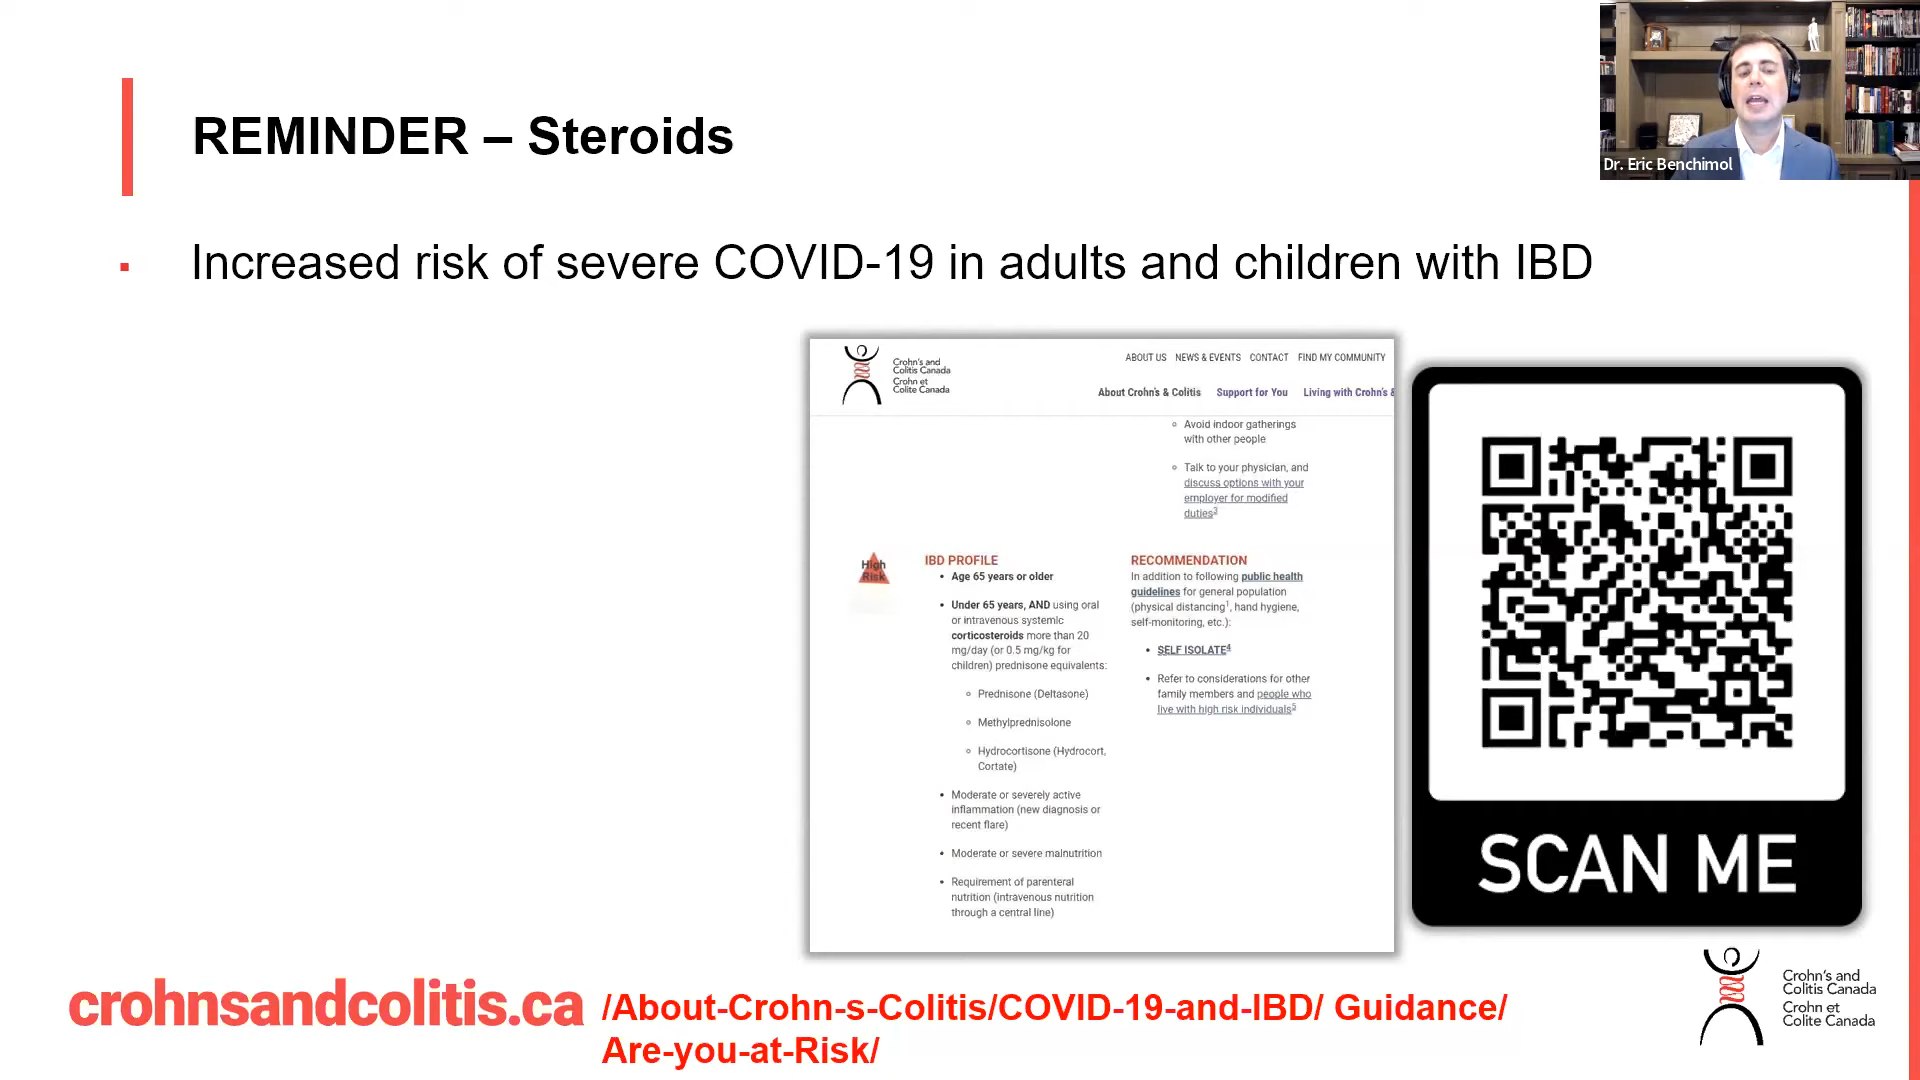 REMINDER – Steroids
Dr. Eric Benchimol
▪ Increased risk of severe COVID-19 in adults and children with IBD
Crohn's and
Colitis Canada
Crohn et
Colite Canada
ABOUT US NEWS & EVENTS CONTACT FIND MY COMMUNITY
About Crohn's & Colitis Support for You Living with Crohn's &
◦ Avoid indoor gatherings
with other people
◦ Talk to your physician, and
discuss options with your
employer for modified
duties3
High
Risk
IBD PROFILE
• Age 65 years or older
• Under 65 years, AND using oral
or intravenous systemic
corticosteroids more than 20
mg/day (or 0.5 mg/kg for
children) prednisone equivalents:
◦ Prednisone (Deltasone)
◦ Methylprednisolone
◦ Hydrocortisone (Hydrocort,
Cortate)
• Moderate or severely active
inflammation (new diagnosis or
recent flare)
• Moderate or severe malnutrition
• Requirement of parenteral
nutrition (intravenous nutrition
through a central line)
RECOMMENDATION
In addition to following public health
guidelines for general population
(physical distancing1, hand hygiene,
self-monitoring, etc.):
• SELF ISOLATE4
• Refer to considerations for other
family members and people who
live with high risk individuals5
SCAN ME
crohnsandcolitis.ca /About-Crohn-s-Colitis/COVID-19-and-IBD/ Guidance/
Are-you-at-Risk/
Crohn's and
Colitis Canada
Crohn et
Colite Canada